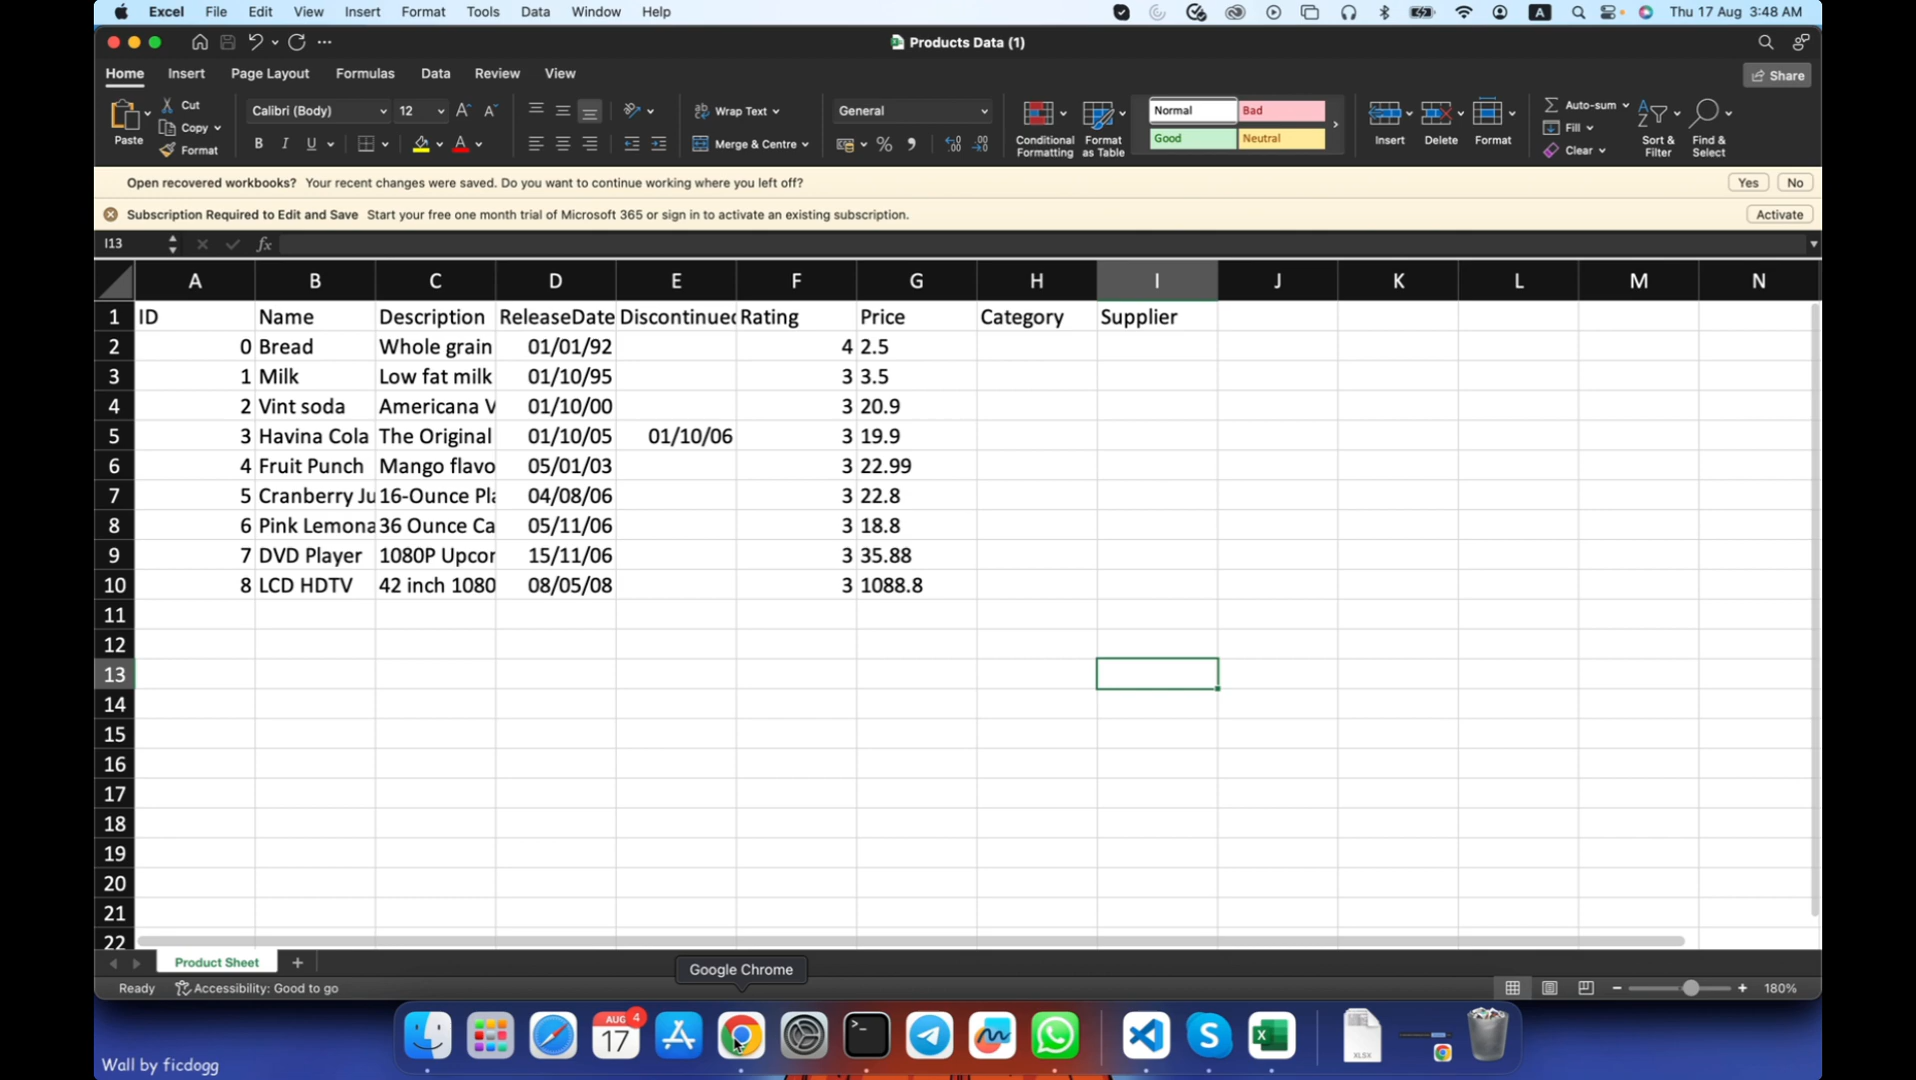 Excel File Edit View Insert Format Tools Data Window Help A Thu 17 Aug 3:48 AM
Products Data (1)
Home Insert Page Layout Formulas Data Review View Share
Paste Cut Copy Format
Calibri (Body) 12 A A
B I U A
Wrap Text
Merge & Centre
General
%
Conditional Formatting Format as Table
Normal Bad
Good Neutral
Insert Delete Format
Auto-sum
Fill
Clear
Sort & Filter Find & Select
Open recovered workbooks? Your recent changes were saved. Do you want to continue working where you left off? Yes No
Subscription Required to Edit and Save Start your free one month trial of Microsoft 365 or sign in to activate an existing subscription. Activate
I13 fx
A B C D E F G H I J K L M N
1 ID Name Description ReleaseDate Discontinued Rating Price Category Supplier
2 0 Bread Whole grain 01/01/92 4 2.5
3 1 Milk Low fat milk 01/10/95 3 3.5
4 2 Vint soda Americana V 01/10/00 3 20.9
5 3 Havina Cola The Original 01/10/05 01/10/06 3 19.9
6 4 Fruit Punch Mango flavo 05/01/03 3 22.99
7 5 Cranberry Ju 16-Ounce Pla 04/08/06 3 22.8
8 6 Pink Lemona 36 Ounce Ca 05/11/06 3 18.8
9 7 DVD Player 1080P Upcor 15/11/06 3 35.88
10 8 LCD HDTV 42 inch 1080 08/05/08 3 1088.8
11
12
13
14
15
16
17
18
19
20
21
22
Product Sheet +
Google Chrome
Ready Accessibility: Good to go 180%
AUG 17 4
XLSX
Wall by ficdogg